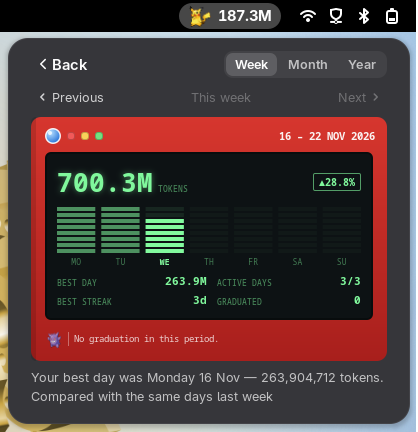 187.3M
Back
Week Month Year
Previous This week Next
16 – 22 NOV 2026
700.3M TOKENS ▲28.8%
MO TU WE TH FR SA SU
BEST DAY 263.9M ACTIVE DAYS 3/3
BEST STREAK 3d GRADUATED 0
No graduation in this period.
Your best day was Monday 16 Nov — 263,904,712 tokens.
Compared with the same days last week